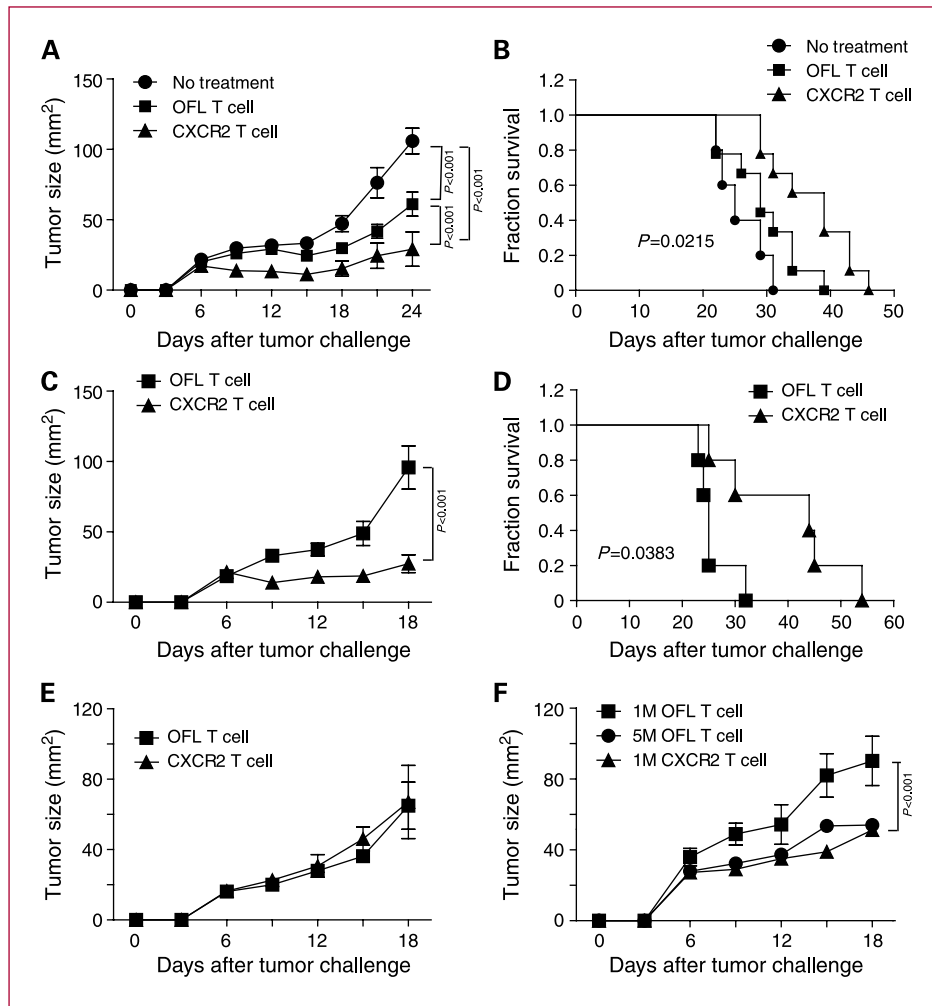 A
No treatment
OFL T cell
CXCR2 T cell
Tumor size (mm²)
150
100
50
0
0
6
12
18
24
Days after tumor challenge
P<0.001
P<0.001
P<0.001
B
No treatment
OFL T cell
CXCR2 T cell
Fraction survival
1.2
1.0
0.8
0.6
0.4
0.2
0
0
10
20
30
40
50
P=0.0215
Days after tumor challenge
C
OFL T cell
CXCR2 T cell
Tumor size (mm²)
150
100
50
0
0
6
12
18
Days after tumor challenge
P<0.001
D
OFL T cell
CXCR2 T cell
Fraction survival
1.2
1.0
0.8
0.6
0.4
0.2
0
0
10
20
30
40
50
60
P=0.0383
Days after tumor challenge
E
OFL T cell
CXCR2 T cell
Tumor size (mm²)
120
80
40
0
0
6
12
18
Days after tumor challenge
F
1M OFL T cell
5M OFL T cell
1M CXCR2 T cell
Tumor size (mm²)
120
80
40
0
0
6
12
18
Days after tumor challenge
P<0.001